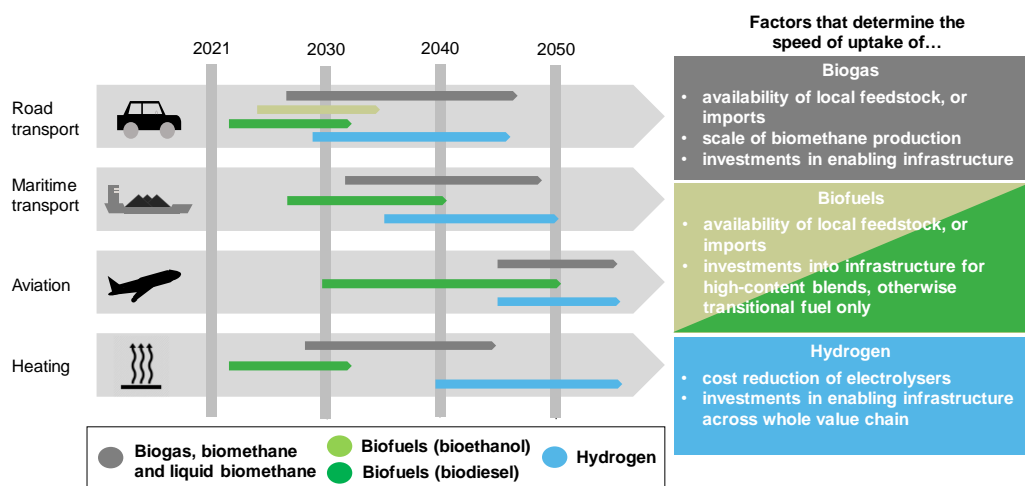 Factors that determine the
speed of uptake of…
2021
2030
2040
2050
Road
transport
Maritime
transport
Aviation
Heating
Biogas
• availability of local feedstock, or
imports
• scale of biomethane production
• investments in enabling infrastructure
Biofuels
• availability of local feedstock, or
imports
• investments into infrastructure for
high-content blends, otherwise
transitional fuel only
Hydrogen
• cost reduction of electrolysers
• investments in enabling infrastructure
across whole value chain
Biogas, biomethane
and liquid biomethane
Biofuels (bioethanol)
Biofuels (biodiesel)
Hydrogen